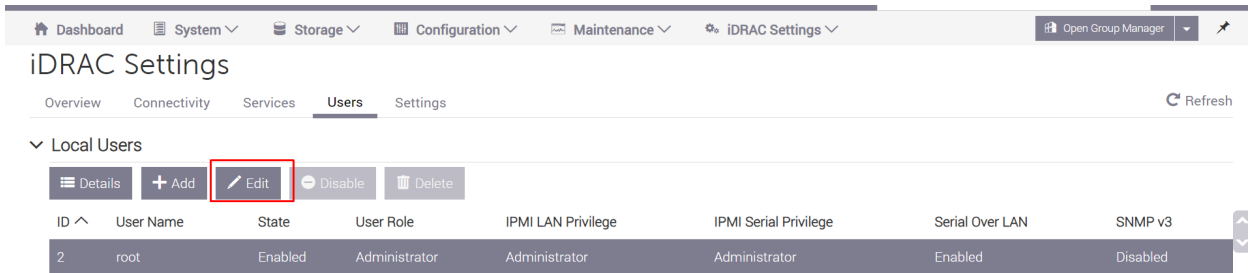 Dashboard System Storage Configuration Maintenance iDRAC Settings Open Group Manager
iDRAC Settings
Overview Connectivity Services Users Settings Refresh
Local Users
Details Add Edit Disable Delete
ID User Name State User Role IPMI LAN Privilege IPMI Serial Privilege Serial Over LAN SNMP v3
2 root Enabled Administrator Administrator Administrator Enabled Disabled